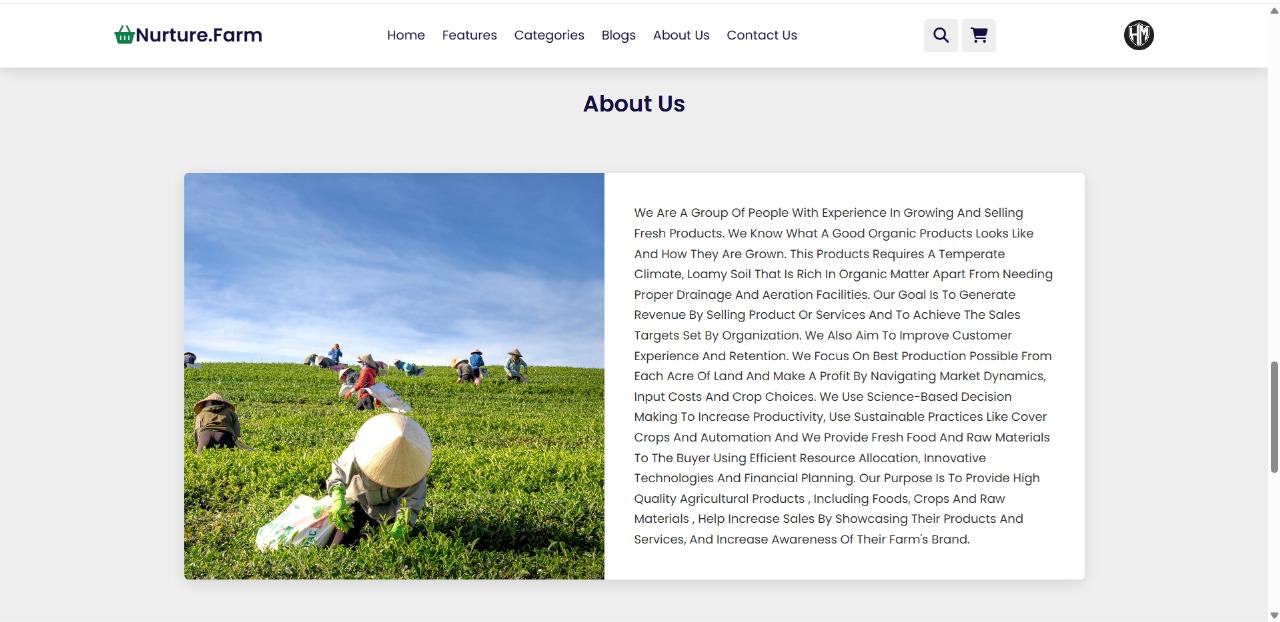 Nurture.Farm
Home Features Categories Blogs About Us Contact Us
HM
About Us
We Are A Group Of People With Experience In Growing And Selling
Fresh Products. We Know What A Good Organic Products Looks Like
And How They Are Grown. This Products Requires A Temperate
Climate, Loamy Soil That Is Rich In Organic Matter Apart From Needing
Proper Drainage And Aeration Facilities. Our Goal Is To Generate
Revenue By Selling Product Or Services And To Achieve The Sales
Targets Set By Organization. We Also Aim To Improve Customer
Experience And Retention. We Focus On Best Production Possible From
Each Acre Of Land And Make A Profit By Navigating Market Dynamics,
Input Costs And Crop Choices. We Use Science-Based Decision
Making To Increase Productivity, Use Sustainable Practices Like Cover
Crops And Automation And We Provide Fresh Food And Raw Materials
To The Buyer Using Efficient Resource Allocation, Innovative
Technologies And Financial Planning. Our Purpose Is To Provide High
Quality Agricultural Products , Including Foods, Crops And Raw
Materials , Help Increase Sales By Showcasing Their Products And
Services, And Increase Awareness Of Their Farm's Brand.